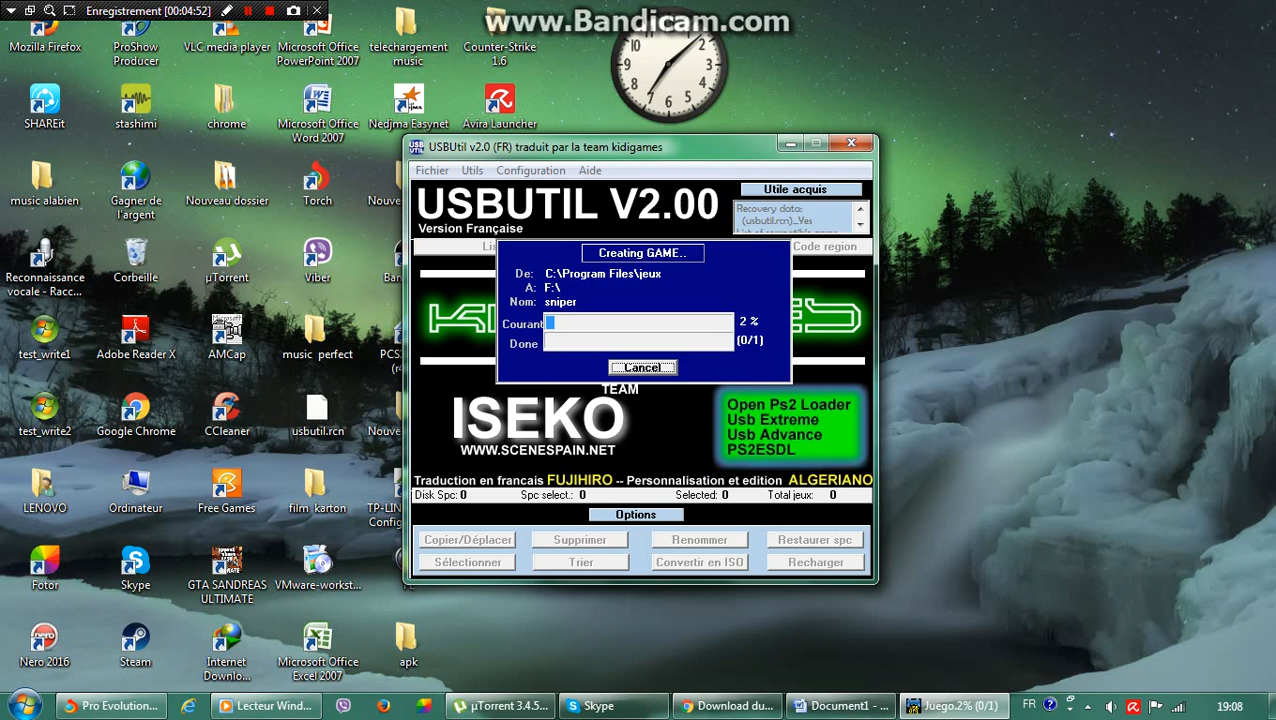 Enregistrement [00:04:52]
www.Bandicam.com
Mozilla Firefox
ProShow
Producer
VLC media player
Microsoft Office
PowerPoint 2007
telechargement
music
Counter-Strike
1.6
SHAREit
stashimi
chrome
Microsoft Office
Word 2007
Nedjma Easynet
Avira Launcher
music alabien
Gagner de
l'argent
Nouveau dossier
Torch
Reconnaissance
vocale - Racc...
Corbeille
µTorrent
Viber
test_write1
Adobe Reader X
AMCap
music perfect
test_write2
Google Chrome
CCleaner
usbutil.rcn
LENOVO
Ordinateur
Free Games
film_karton
Fotor
Skype
GTA SANDREAS
ULTIMATE
VMware-workst...
Nero 2016
Steam
Internet
Downlo...
Microsoft Office
Excel 2007
apk
USBUtil v2.0 (FR) traduit par la team kidigames
Fichier Utils Configuration Aide
USBUTIL V2.00
Version Française
Utile acquis
Recovery data:
(usbutil.rcn)...Yes
List of compatible game
Code region
Creating GAME..
De: C:\Program Files\jeux
A: F:\
Nom: sniper
Courant 2 %
Done (0/1)
Cancel
TEAM
ISEKO
WWW.SCENESPAIN.NET
Open Ps2 Loader
Usb Extreme
Usb Advance
PS2ESDL
Traduction en francais FUJIHIRO -- Personnalisation et edition ALGERIANO
Disk Spc: 0 Spc select.: 0 Selected: 0 Total jeux: 0
Options
Copier/Déplacer Supprimer Renommer Restaurer spc
Sélectionner Trier Convertir en ISO Recharger
Pro Evolution... Lecteur Wind... µTorrent 3.4.5... Skype Download du... Document1 - ... Juego.2% (0/1) FR 19:08